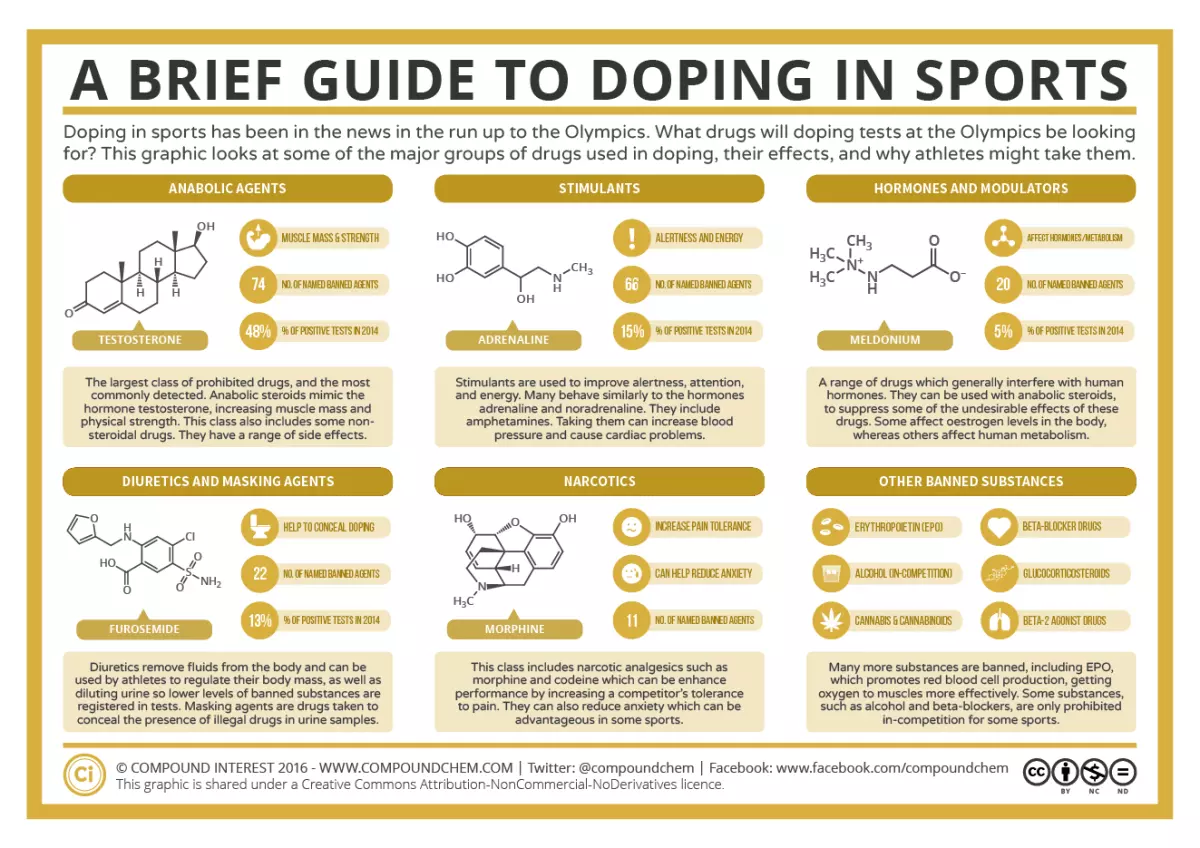 A BRIEF GUIDE TO DOPING IN SPORTS
Doping in sports has been in the news in the run up to the Olympics. What drugs will doping tests at the Olympics be looking
for? This graphic looks at some of the major groups of drugs used in doping, their effects, and why athletes might take them.
ANABOLIC AGENTS
OH
H
H
H
O
TESTOSTERONE
MUSCLE MASS & STRENGTH
74 NO. OF NAMED BANNED AGENTS
48% % OF POSITIVE TESTS IN 2014
The largest class of prohibited drugs, and the most
commonly detected. Anabolic steroids mimic the
hormone testosterone, increasing muscle mass and
physical strength. This class also includes some non-
steroidal drugs. They have a range of side effects.
STIMULANTS
HO
HO
OH
N
H
CH3
ADRENALINE
! ALERTNESS AND ENERGY
66 NO. OF NAMED BANNED AGENTS
15% % OF POSITIVE TESTS IN 2014
Stimulants are used to improve alertness, attention,
and energy. Many behave similarly to the hormones
adrenaline and noradrenaline. They include
amphetamines. Taking them can increase blood
pressure and cause cardiac problems.
HORMONES AND MODULATORS
CH3
H3C
N+
H3C
N
H
O
O−
MELDONIUM
AFFECT HORMONES/METABOLISM
20 NO. OF NAMED BANNED AGENTS
5% % OF POSITIVE TESTS IN 2014
A range of drugs which generally interfere with human
hormones. They can be used with anabolic steroids,
to suppress some of the undesirable effects of these
drugs. Some affect oestrogen levels in the body,
whereas others affect human metabolism.
DIURETICS AND MASKING AGENTS
O
H
N
Cl
HO
O
O
S
O
NH2
FUROSEMIDE
HELP TO CONCEAL DOPING
22 NO. OF NAMED BANNED AGENTS
13% % OF POSITIVE TESTS IN 2014
Diuretics remove fluids from the body and can be
used by athletes to regulate their body mass, as well as
diluting urine so lower levels of banned substances are
registered in tests. Masking agents are drugs taken to
conceal the presence of illegal drugs in urine samples.
NARCOTICS
HO
O
OH
H
N
H3C
MORPHINE
INCREASE PAIN TOLERANCE
CAN HELP REDUCE ANXIETY
11 NO. OF NAMED BANNED AGENTS
This class includes narcotic analgesics such as
morphine and codeine which can be enhance
performance by increasing a competitor's tolerance
to pain. They can also reduce anxiety which can be
advantageous in some sports.
OTHER BANNED SUBSTANCES
ERYTHROPOIETIN (EPO)
BETA-BLOCKER DRUGS
ALCOHOL (IN-COMPETITION)
GLUCOCORTICOSTEROIDS
CANNABIS & CANNABINOIDS
BETA-2 AGONIST DRUGS
Many more substances are banned, including EPO,
which promotes red blood cell production, getting
oxygen to muscles more effectively. Some substances,
such as alcohol and beta-blockers, are only prohibited
in-competition for some sports.
Ci
© COMPOUND INTEREST 2016 - WWW.COMPOUNDCHEM.COM | Twitter: @compoundchem | Facebook: www.facebook.com/compoundchem
This graphic is shared under a Creative Commons Attribution-NonCommercial-NoDerivatives licence.
cc
BY NC ND